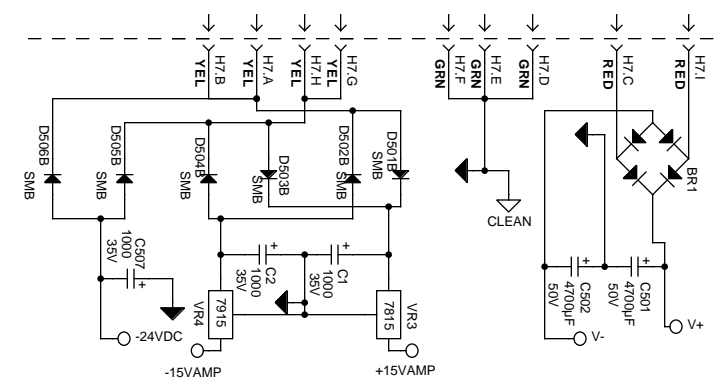 H7.B
YEL
H7.A
YEL
H7.H
YEL
H7.G
YEL
H7.F
GRN
H7.E
GRN
H7.D
GRN
H7.C
RED
H7.I
RED
D506B
SMB
D505B
SMB
D504B
SMB
D503B
SMB
D502B
SMB
D501B
SMB
BR1
CLEAN
C507
1000
35V
+
C2
1000
35V
+
C1
1000
35V
+
C502
4700µF
50V
+
C501
4700µF
50V
+
VR4
7915
VR3
7815
-24VDC
-15VAMP
+15VAMP
V-
V+